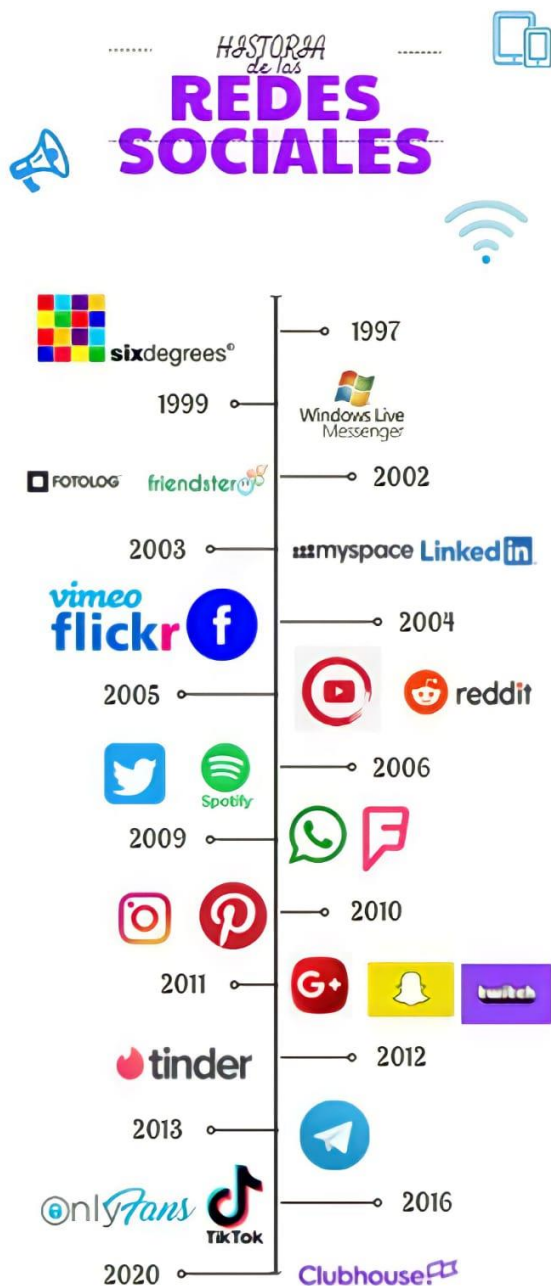 HISTORIA
de las
REDES
SOCIALES
sixdegrees®
1997
1999
Windows Live
Messenger
FOTOLOG
friendster
2002
2003
myspace
LinkedIn
vimeo
flickr
f
2004
2005
reddit
Spotify
2006
2009
2010
2011
G+
twitch
tinder
2012
2013
OnlyFans
TikTok
2016
2020
Clubhouse